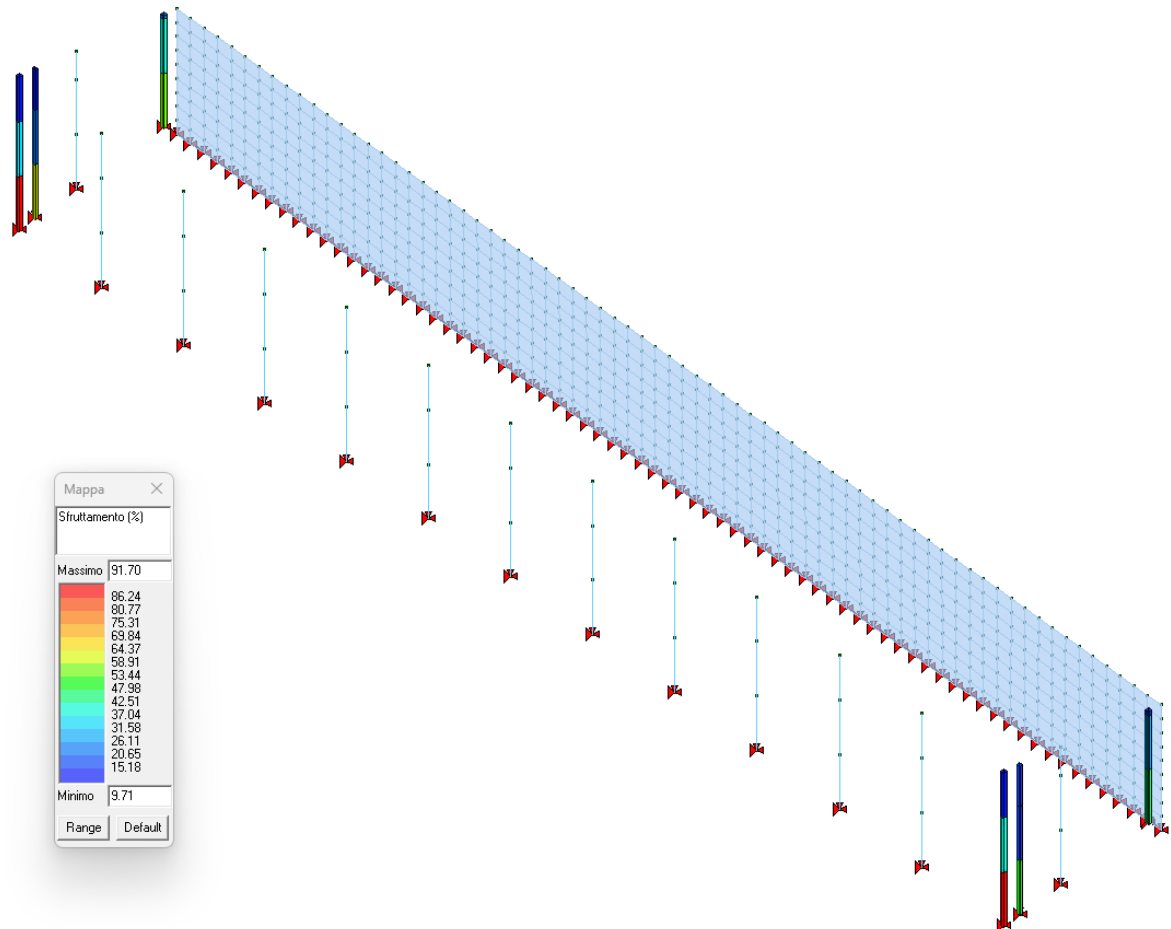 Mappa
Sfruttamento (%)
Massimo 91.70
86.24
80.77
75.31
69.84
64.37
58.91
53.44
47.98
42.51
37.04
31.58
26.11
20.65
15.18
Minimo 9.71
Range Default